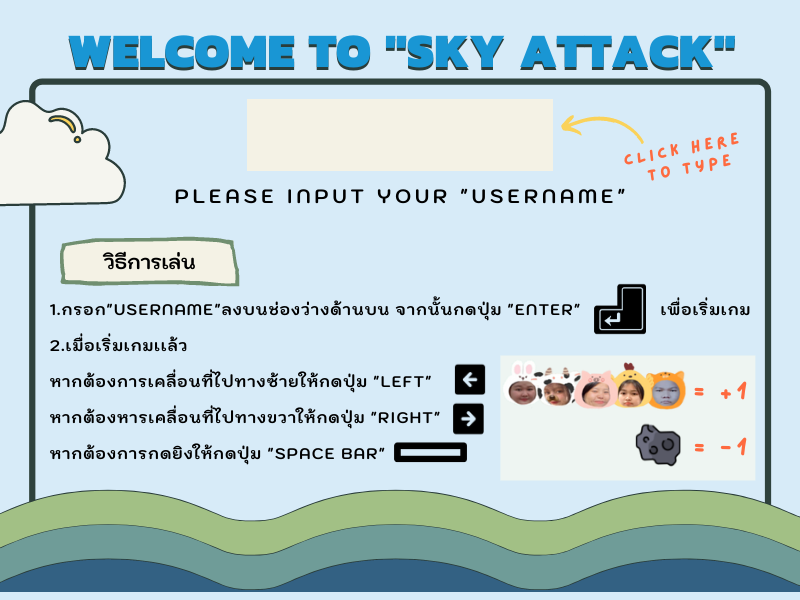 WELCOME TO "SKY ATTACK"
CLICK HERE
TO TYPE
PLEASE INPUT YOUR "USERNAME"
วิธีการเล่น
1.กรอก"USERNAME"ลงบนช่องว่างด้านบน จากนั้นกดปุ่ม "ENTER" เพื่อเริ่มเกม
2.เมื่อเริ่มเกมแล้ว
หากต้องการเคลื่อนที่ไปทางซ้ายให้กดปุ่ม "LEFT"
หากต้องหารเคลื่อนที่ไปทางขวาให้กดปุ่ม "RIGHT"
หากต้องการกดยิงให้กดปุ่ม "SPACE BAR"
= +1
= -1